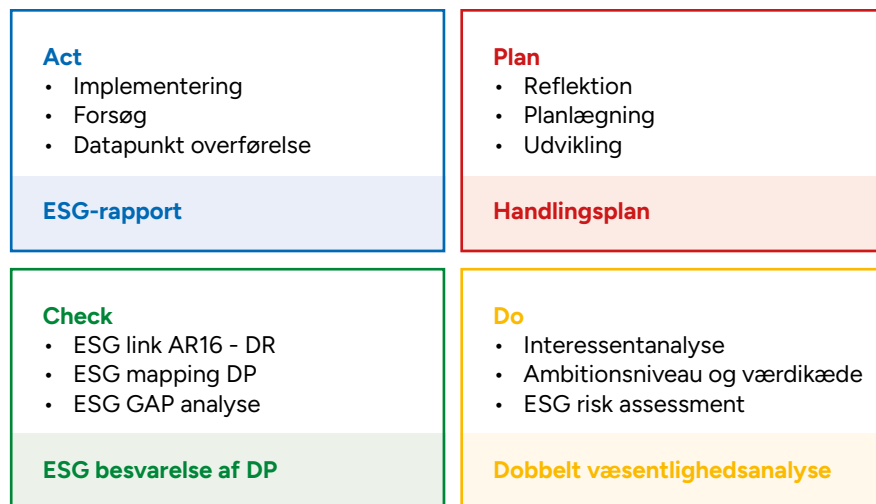 Act
• Implementering
• Forsøg
• Datapunkt overførelse
ESG-rapport
Plan
• Reflektion
• Planlægning
• Udvikling
Handlingsplan
Check
• ESG link AR16 - DR
• ESG mapping DP
• ESG GAP analyse
ESG besvarelse af DP
Do
• Interessentanalyse
• Ambitionsniveau og værdikæde
• ESG risk assessment
Dobbelt væsentlighedsanalyse